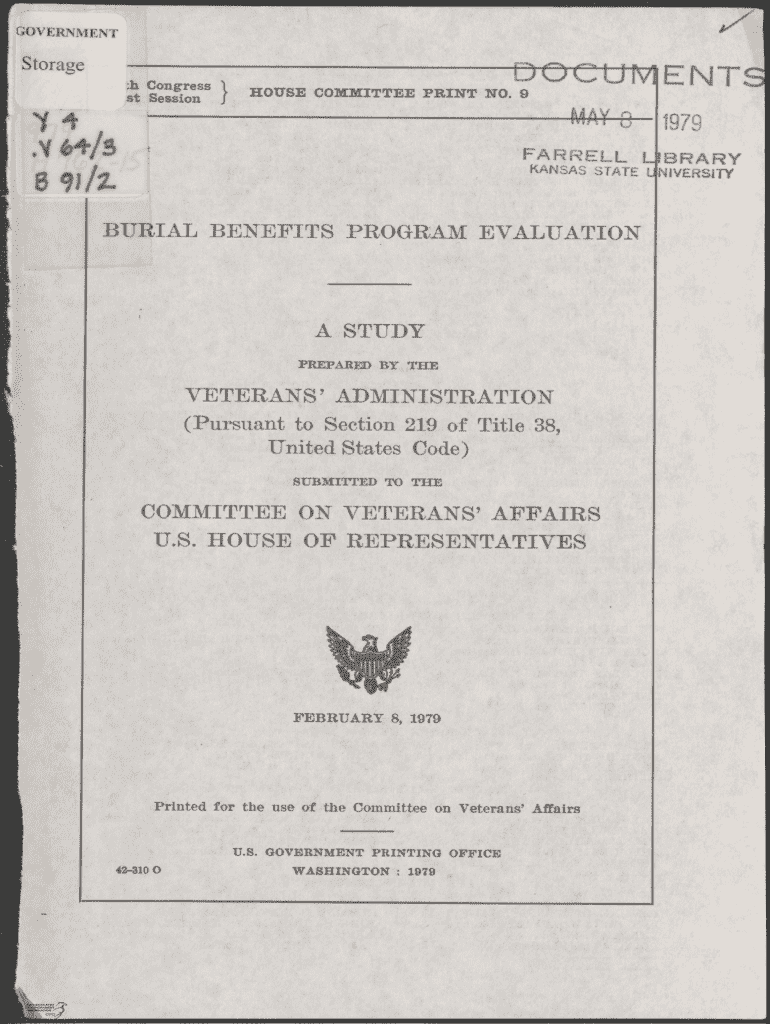 GOVERNMENT
Storage
DOCUMENTS
h Congress
st Session } HOUSE COMMITTEE PRINT NO. 9
Y 4
.V 64/3
B 91/2
MAY 8 1979
FARRELL LIBRARY
KANSAS STATE UNIVERSITY
BURIAL BENEFITS PROGRAM EVALUATION
A STUDY
PREPARED BY THE
VETERANS' ADMINISTRATION
(Pursuant to Section 219 of Title 38,
United States Code)
SUBMITTED TO THE
COMMITTEE ON VETERANS' AFFAIRS
U.S. HOUSE OF REPRESENTATIVES
FEBRUARY 8, 1979
Printed for the use of the Committee on Veterans' Affairs
U.S. GOVERNMENT PRINTING OFFICE
42-310 O WASHINGTON : 1979